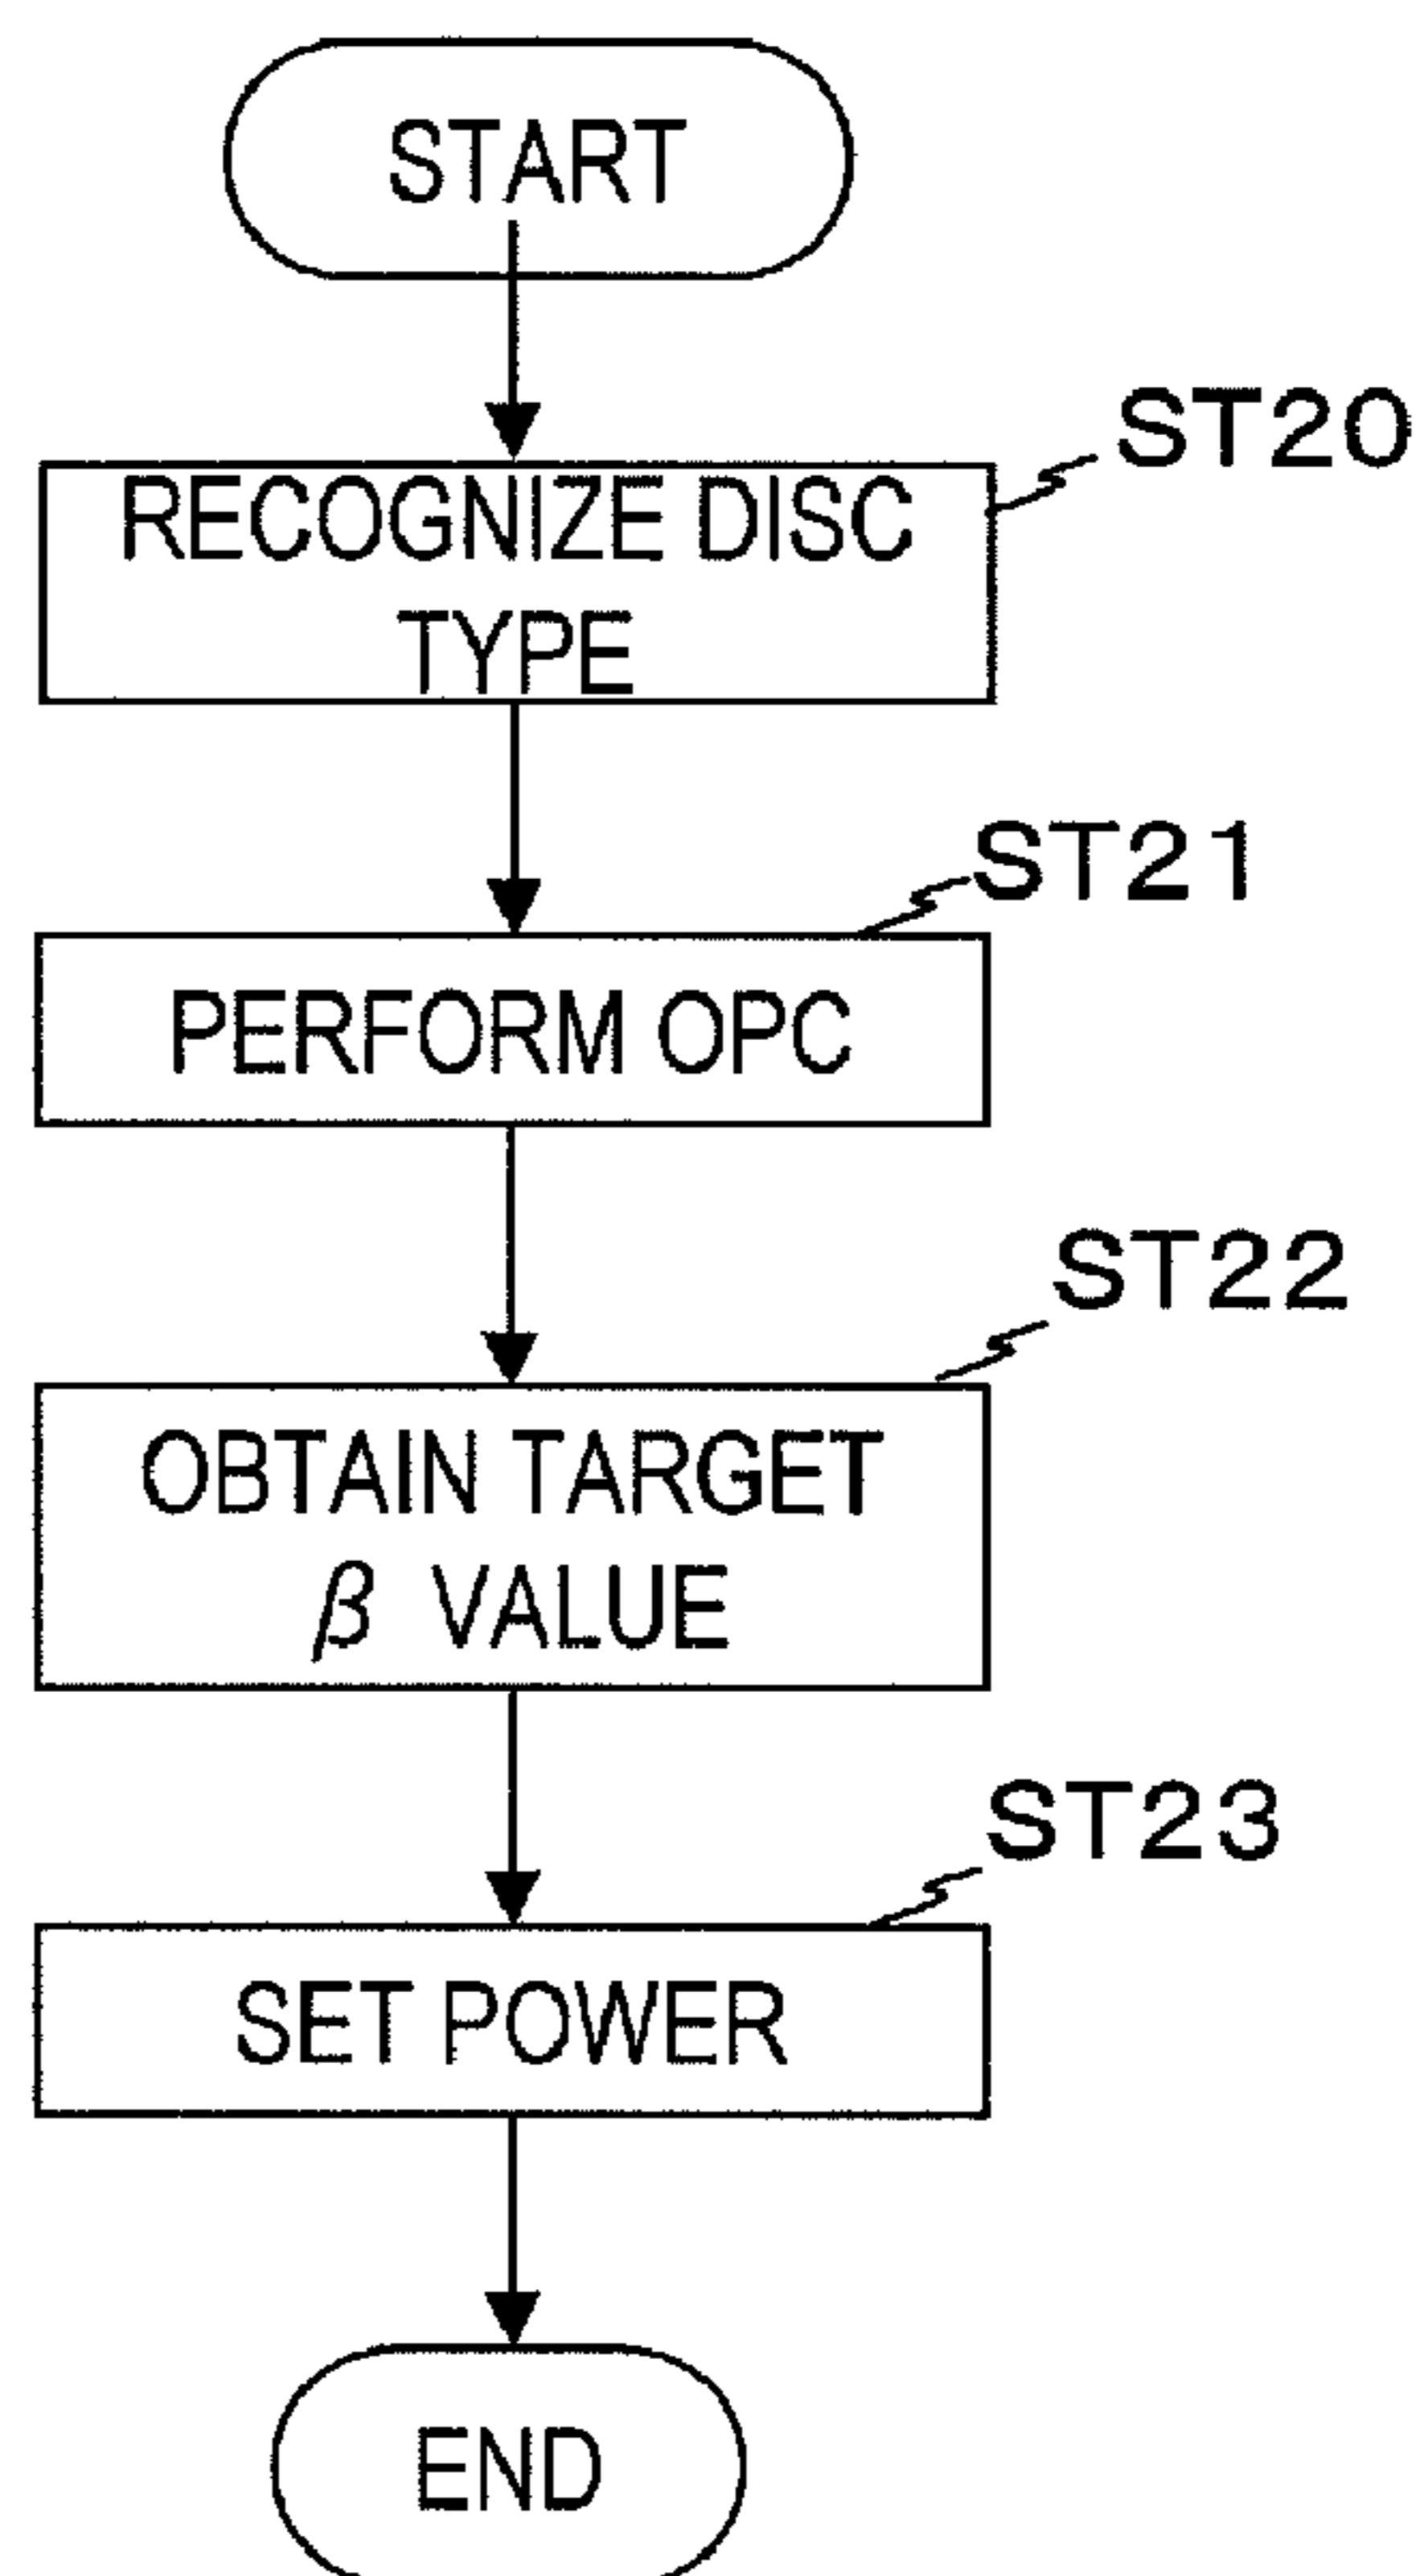 START
ST20
RECOGNIZE DISC
TYPE
ST21
PERFORM OPC
ST22
OBTAIN TARGET
β VALUE
ST23
SET POWER
END